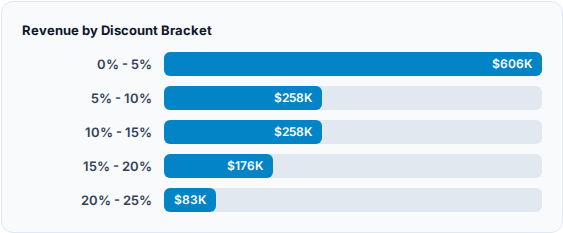 Revenue by Discount Bracket
0% - 5% $606K
5% - 10% $258K
10% - 15% $258K
15% - 20% $176K
20% - 25% $83K